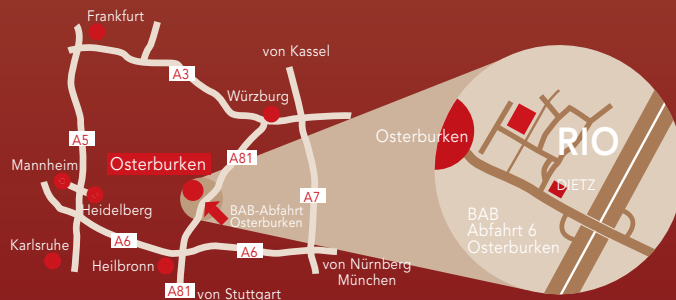 Frankfurt
von Kassel
A3
Würzburg
A5
Osterburken
RIO
Mannheim
Osterburken
A81
DIETZ
A7
Heidelberg
BAB-Abfahrt
Osterburken
BAB
Abfahrt 6
Osterburken
Karlsruhe
A6
A6
Heilbronn
von Nürnberg
München
A81
von Stuttgart